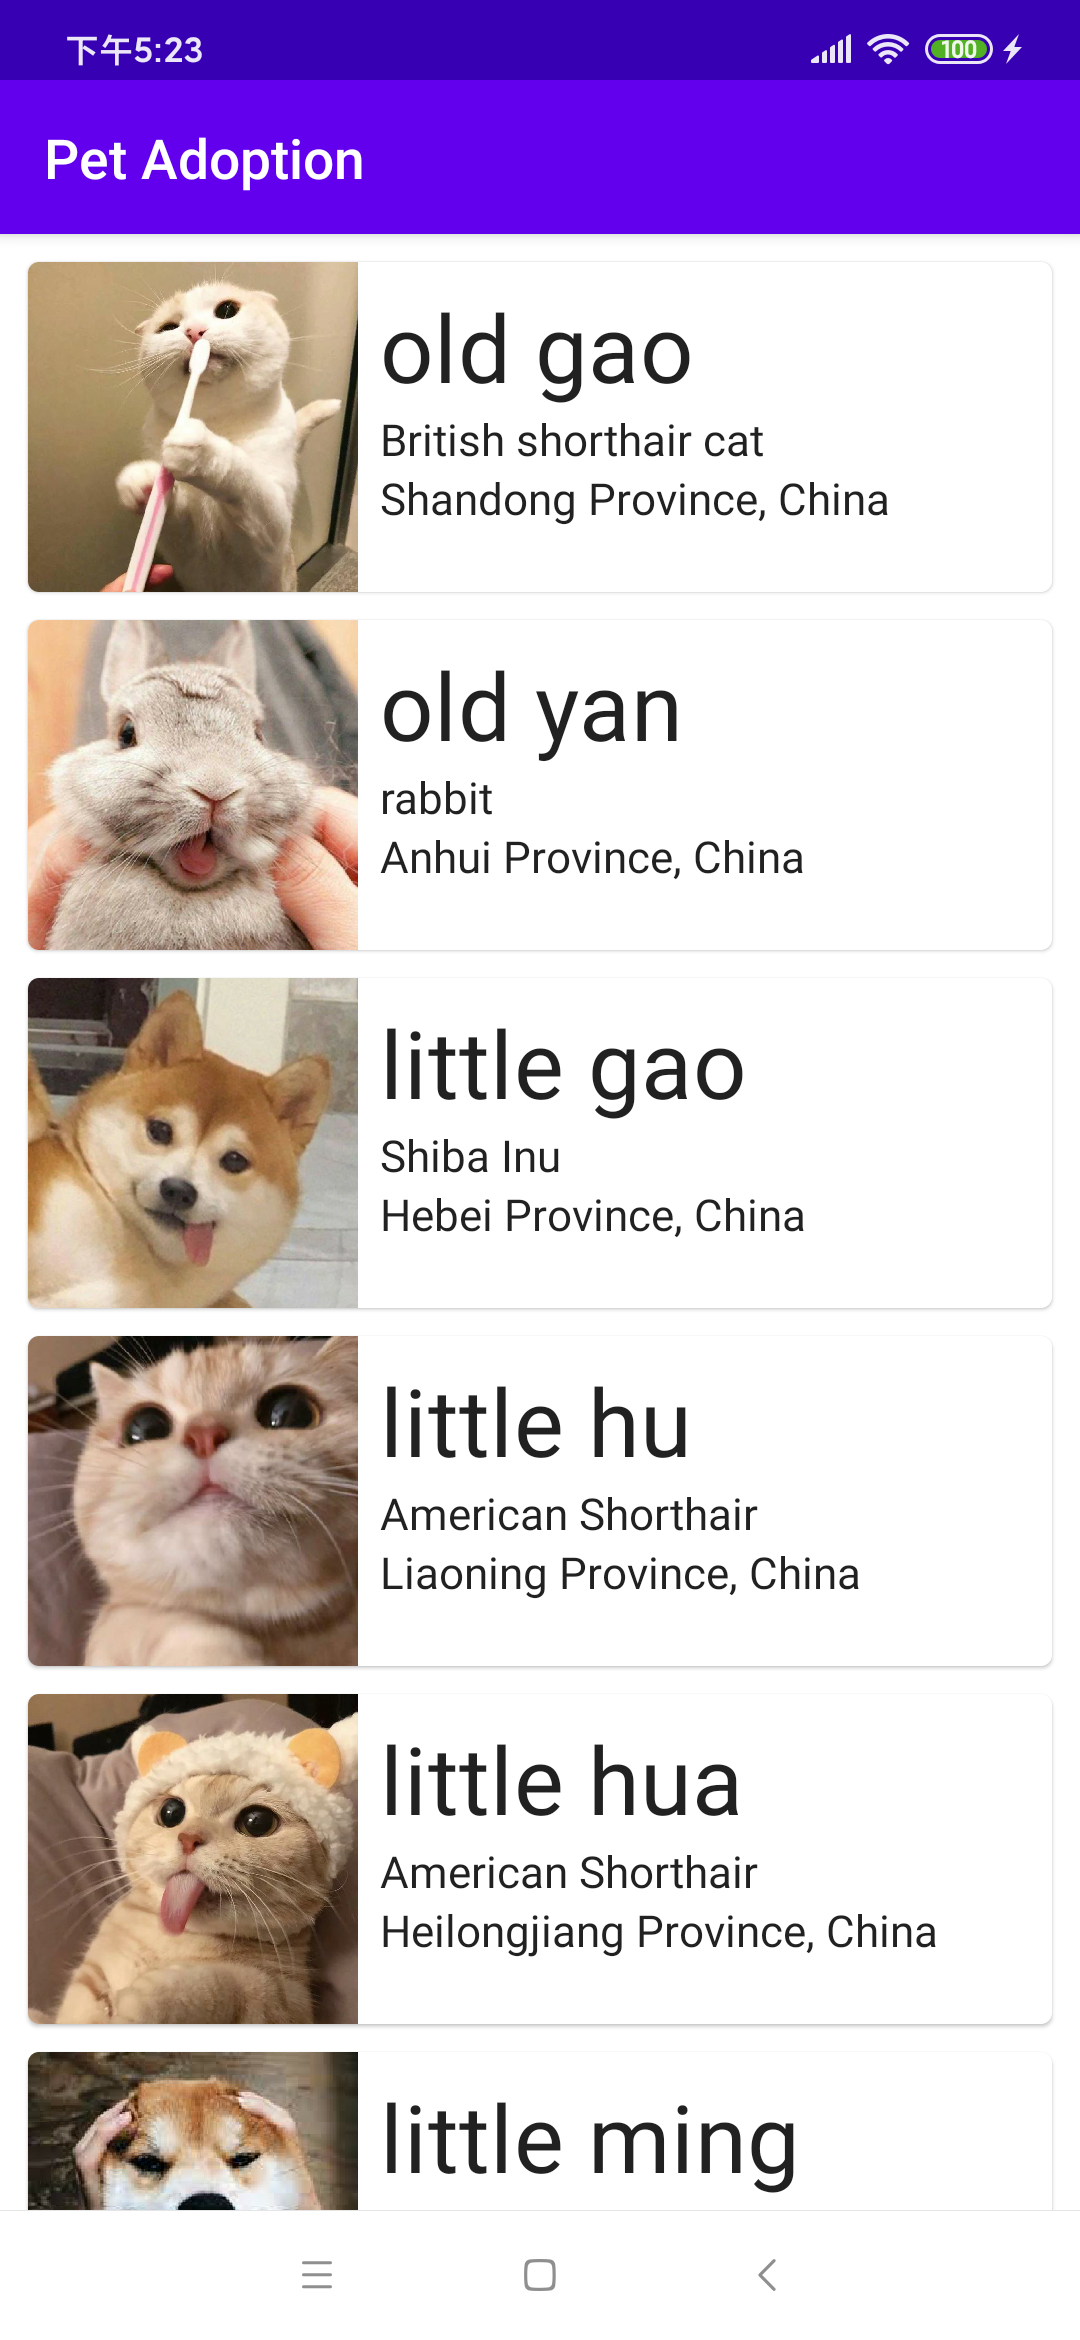 下午5:23
100
Pet Adoption
old gao
British shorthair cat
Shandong Province, China
old yan
rabbit
Anhui Province, China
little gao
Shiba Inu
Hebei Province, China
little hu
American Shorthair
Liaoning Province, China
little hua
American Shorthair
Heilongjiang Province, China
little ming